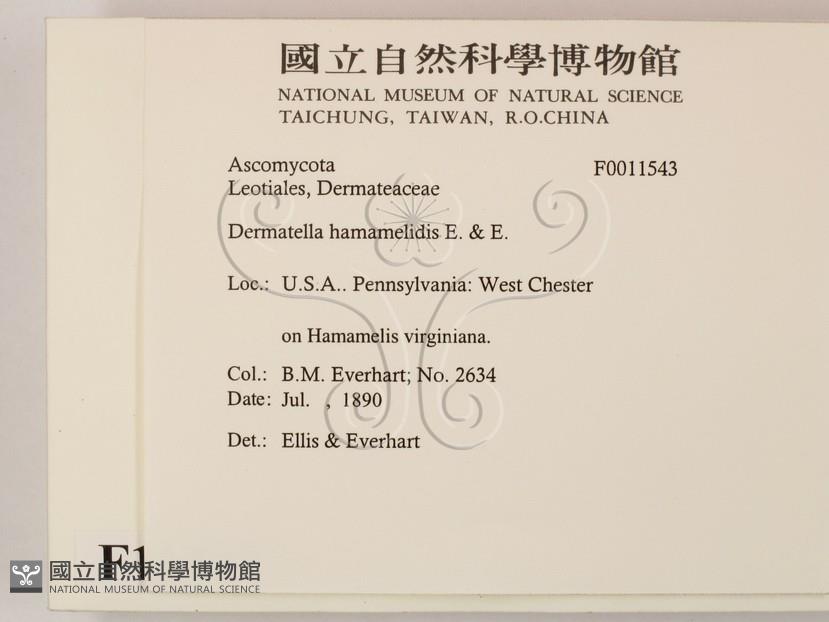 國立自然科學博物館
NATIONAL MUSEUM OF NATURAL SCIENCE
TAICHUNG, TAIWAN, R.O.CHINA
Ascomycota F0011543
Leotiales, Dermateaceae
Dermatella hamamelidis E. & E.
Loc.: U.S.A.. Pennsylvania: West Chester
on Hamamelis virginiana.
Col.: B.M. Everhart; No. 2634
Date: Jul. , 1890
Det.: Ellis & Everhart
國立自然科學博物館
NATIONAL MUSEUM OF NATURAL SCIENCE